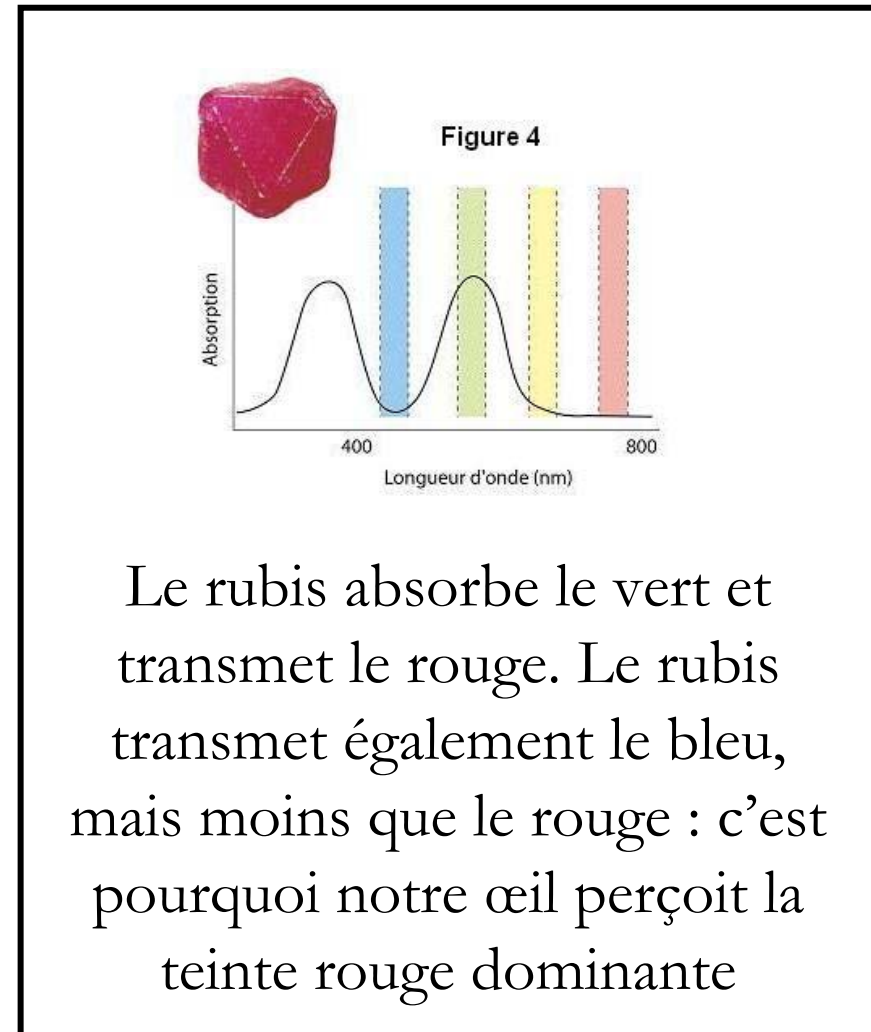 Figure 4
Absorption
400
800
Longueur d'onde (nm)
Le rubis absorbe le vert et
transmet le rouge. Le rubis
transmet également le bleu,
mais moins que le rouge : c’est
pourquoi notre œil perçoit la
teinte rouge dominante